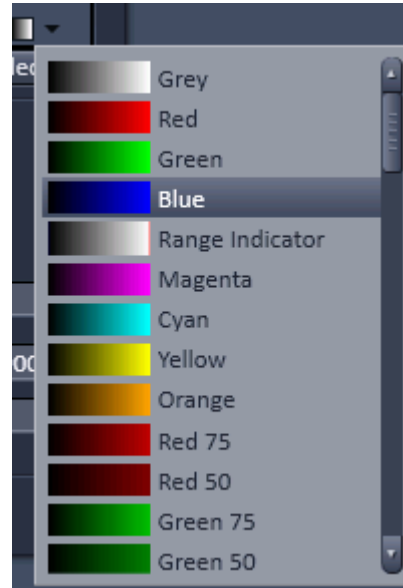 Grey
Red
Green
Blue
Range Indicator
Magenta
Cyan
Yellow
Orange
Red 75
Red 50
Green 75
Green 50